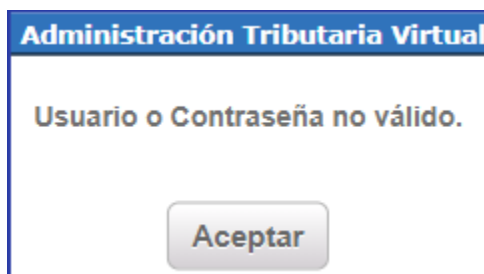 Administración Tributaria Virtual
Usuario o Contraseña no válido.
Aceptar